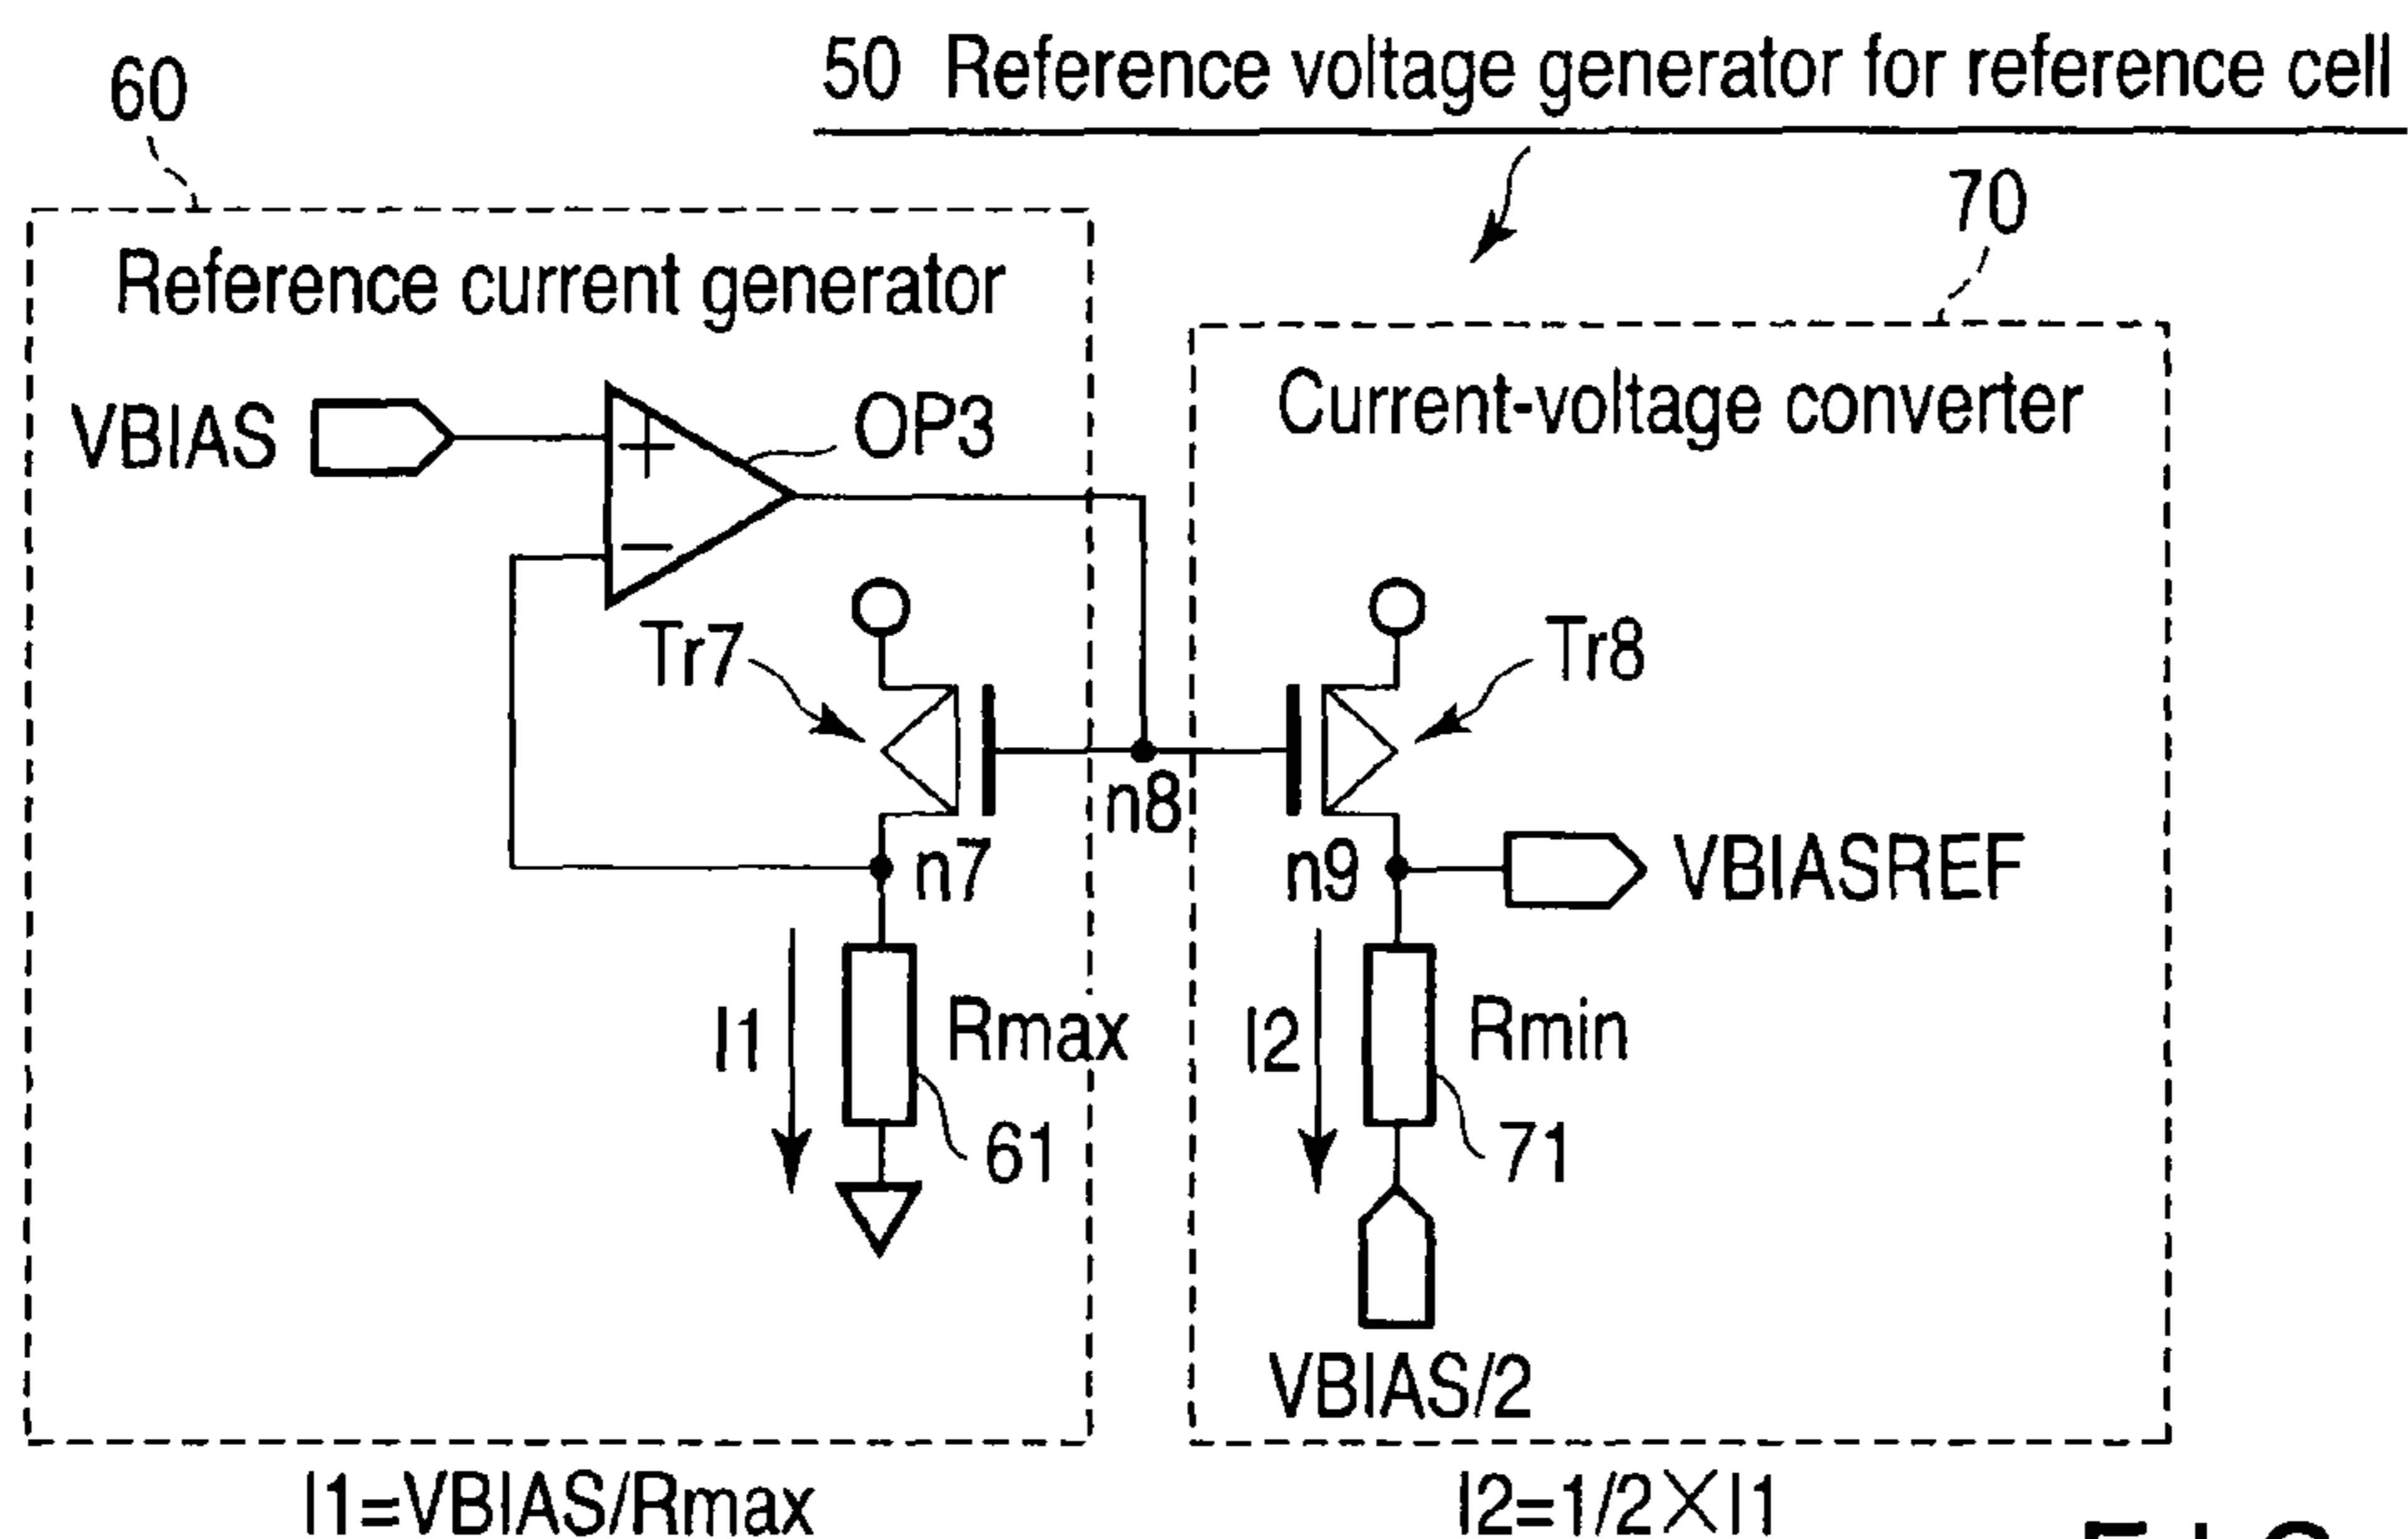 50 Reference voltage generator for reference cell
60
70
Reference current generator
Current-voltage converter
VBIAS
+
−
OP3
Tr7
Tr8
n8
n7
n9
VBIASREF
I1
Rmax
I2
Rmin
61
71
VBIAS/2
I1=VBIAS/Rmax
I2=1/2×I1